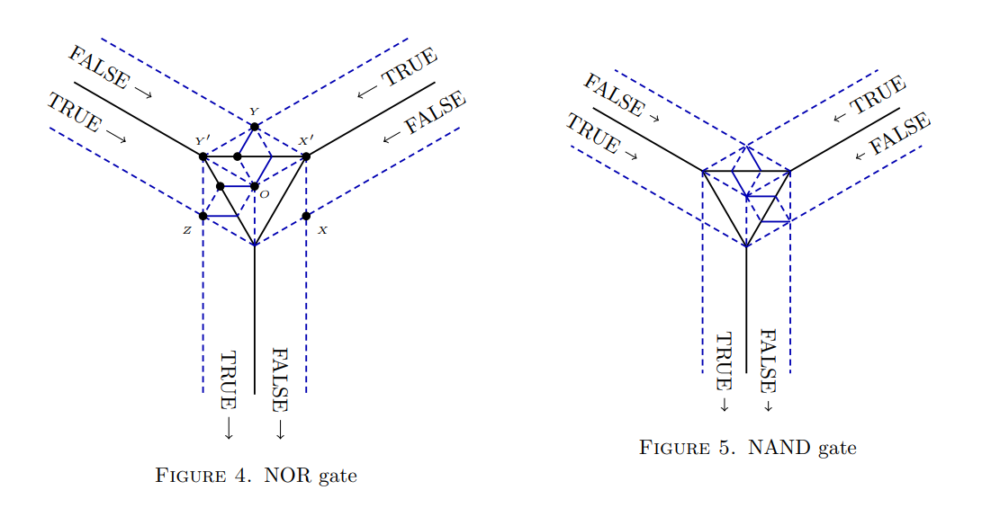 FALSE →
← TRUE
TRUE →
← FALSE
Y
Y′
X′
O
Z
X
TRUE →
FALSE →
FIGURE 4. NOR gate
FALSE →
← TRUE
TRUE →
← FALSE
TRUE →
FALSE →
FIGURE 5. NAND gate